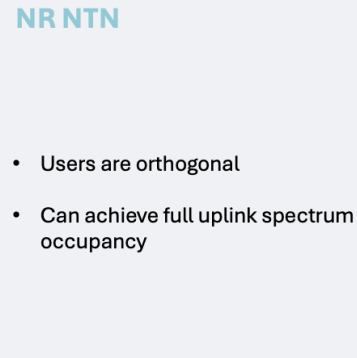 NR NTN
• Users are orthogonal
• Can achieve full uplink spectrum
occupancy